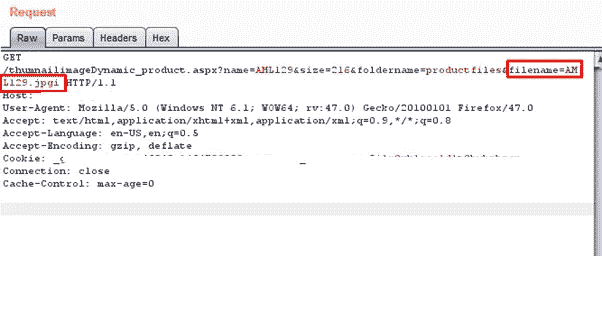 Request
Raw Params Headers Hex
GET
/thumnailimageDynamic_product.aspx?name=AML129&size=216&foldername=productfiles&filename=AM
L129.jpgi HTTP/1.1
Host:
User-Agent: Mozilla/5.0 (Windows NT 6.1; WOW64; rv:47.0) Gecko/20100101 Firefox/47.0
Accept: text/html,application/xhtml+xml,application/xml;q=0.9,*/*;q=0.8
Accept-Language: en-US,en;q=0.5
Accept-Encoding: gzip, deflate
Cookie:
Connection: close
Cache-Control: max-age=0